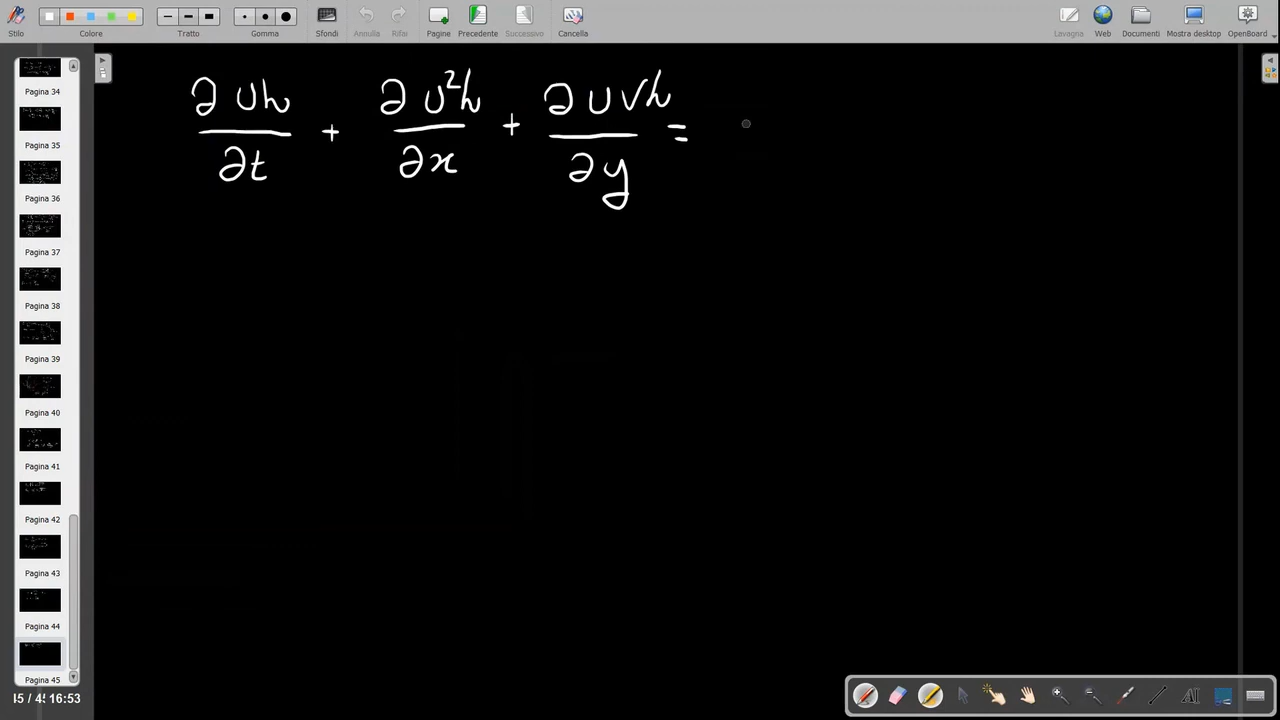 Stilo Colore Tratto Gomma Sfondi Annulla Rifai Pagine Precedente Successivo Cancella Lavagna Web Documenti Mostra desktop OpenBoard
∂ Uh / ∂t + ∂ U²h / ∂x + ∂ UVh / ∂y =
Pagina 34
Pagina 35
Pagina 36
Pagina 37
Pagina 38
Pagina 39
Pagina 40
Pagina 41
Pagina 42
Pagina 43
Pagina 44
Pagina 45
16:53